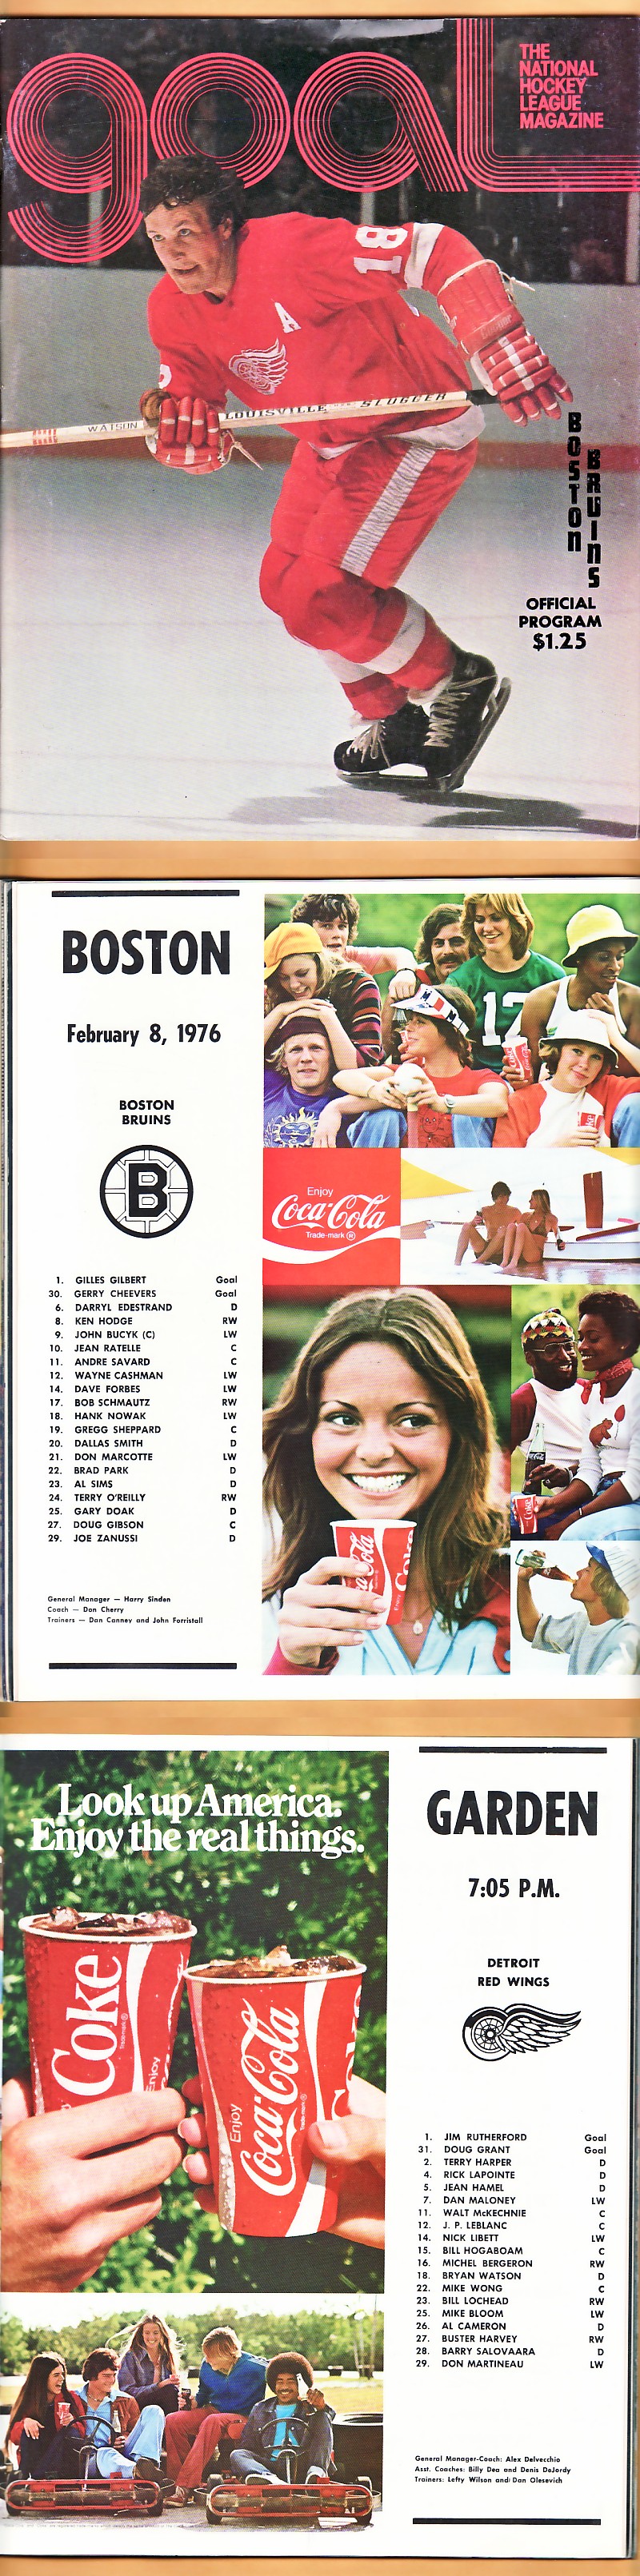 goal
THE
NATIONAL
HOCKEY
LEAGUE
MAGAZINE
18
A
WATSON LOUISVILLE SLUGGER
BOSTON
BRUINS
OFFICIAL
PROGRAM
$1.25
BOSTON
February 8, 1976
BOSTON
BRUINS
B
1. GILLES GILBERT Goal
30. GERRY CHEEVERS Goal
6. DARRYL EDESTRAND D
8. KEN HODGE RW
9. JOHN BUCYK (C) LW
10. JEAN RATELLE C
11. ANDRE SAVARD C
12. WAYNE CASHMAN LW
14. DAVE FORBES LW
17. BOB SCHMAUTZ RW
18. HANK NOWAK LW
19. GREGG SHEPPARD C
20. DALLAS SMITH D
21. DON MARCOTTE LW
22. BRAD PARK D
23. AL SIMS D
24. TERRY O'REILLY RW
25. GARY DOAK D
27. DOUG GIBSON C
29. JOE ZANUSSI D
General Manager — Harry Sinden
Coach — Don Cherry
Trainers — Dan Canney and John Forristall
12
Enjoy
Coca-Cola
Trade-mark ®
Look up America.
Enjoy the real things.
Coke
Enjoy
Enjoy
Coca-Cola
GARDEN
7:05 P.M.
DETROIT
RED WINGS
1. JIM RUTHERFORD Goal
31. DOUG GRANT Goal
2. TERRY HARPER D
4. RICK LAPOINTE D
5. JEAN HAMEL D
7. DAN MALONEY LW
11. WALT McKECHNIE C
12. J. P. LEBLANC C
14. NICK LIBETT LW
15. BILL HOGABOAM C
16. MICHEL BERGERON RW
18. BRYAN WATSON D
22. MIKE WONG C
23. BILL LOCHEAD RW
25. MIKE BLOOM LW
26. AL CAMERON D
27. BUSTER HARVEY RW
28. BARRY SALOVAARA D
29. DON MARTINEAU LW
General Manager-Coach: Alex Delvecchio
Asst. Coaches: Billy Dea and Denis DeJordy
Trainers: Lefty Wilson and Dan Olesevich